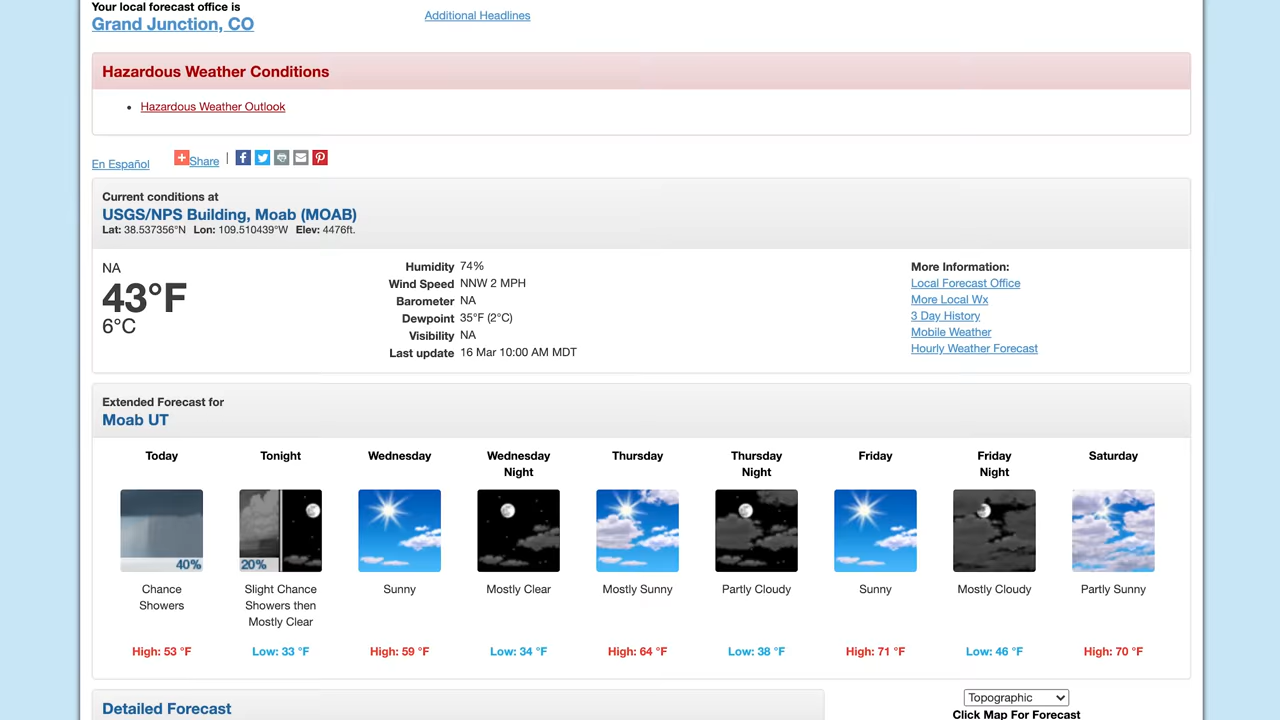 Your local forecast office is
Grand Junction, CO
Additional Headlines
Hazardous Weather Conditions
• Hazardous Weather Outlook
En Español
Share |
Current conditions at
USGS/NPS Building, Moab (MOAB)
Lat: 38.537356°N Lon: 109.510439°W Elev: 4476ft.
NA
43°F
6°C
Humidity 74%
Wind Speed NNW 2 MPH
Barometer NA
Dewpoint 35°F (2°C)
Visibility NA
Last update 16 Mar 10:00 AM MDT
More Information:
Local Forecast Office
More Local Wx
3 Day History
Mobile Weather
Hourly Weather Forecast
Extended Forecast for
Moab UT
Today
40%
Chance
Showers
High: 53 °F
Tonight
20%
Slight Chance
Showers then
Mostly Clear
Low: 33 °F
Wednesday
Sunny
High: 59 °F
Wednesday
Night
Mostly Clear
Low: 34 °F
Thursday
Mostly Sunny
High: 64 °F
Thursday
Night
Partly Cloudy
Low: 38 °F
Friday
Sunny
High: 71 °F
Friday
Night
Mostly Cloudy
Low: 46 °F
Saturday
Partly Sunny
High: 70 °F
Detailed Forecast
Topographic
Click Map For Forecast